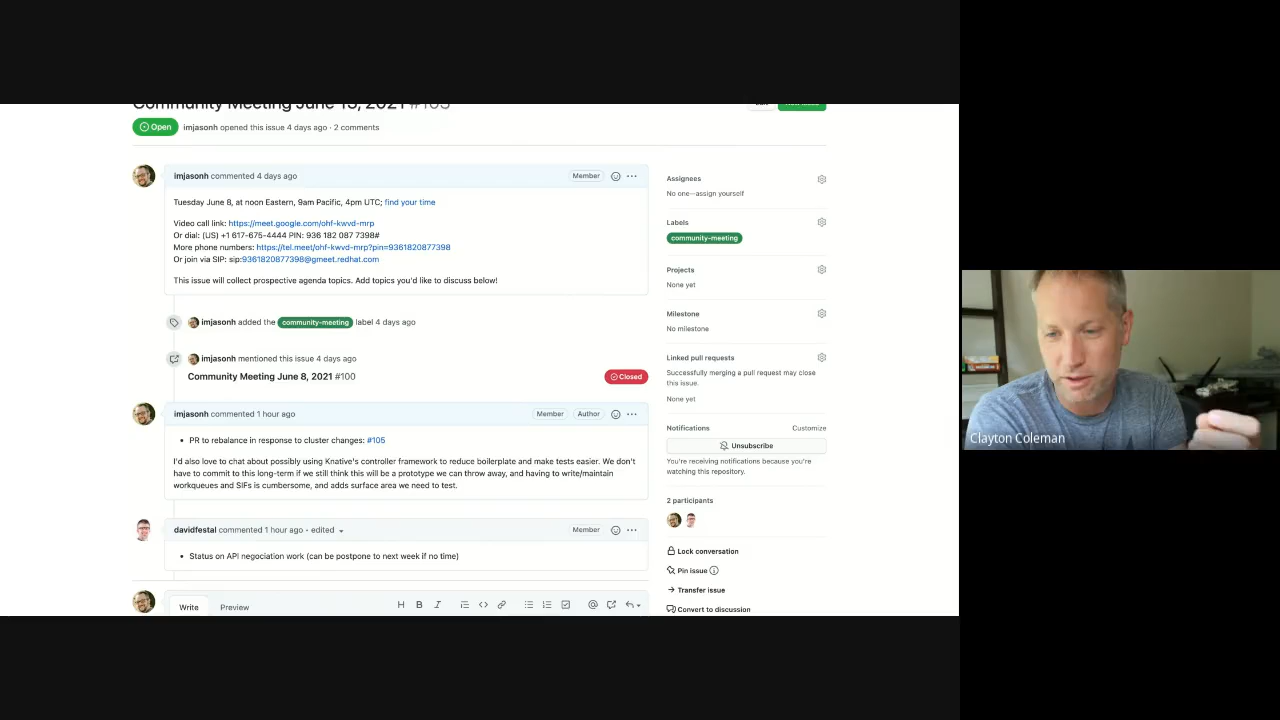 Community Meeting June 15, 2021 #103
Open imjasonh opened this issue 4 days ago · 2 comments
imjasonh commented 4 days ago
Member
Tuesday June 8, at noon Eastern, 9am Pacific, 4pm UTC; find your time
Video call link: https://meet.google.com/ohf-kwvd-mrp
Or dial: (US) +1 617-675-4444 PIN: 936 182 087 7398#
More phone numbers: https://tel.meet/ohf-kwvd-mrp?pin=9361820877398
Or join via SIP: sip:9361820877398@gmeet.redhat.com
This issue will collect prospective agenda topics. Add topics you'd like to discuss below!
imjasonh added the community-meeting label 4 days ago
imjasonh mentioned this issue 4 days ago
Community Meeting June 8, 2021 #100
Closed
imjasonh commented 1 hour ago
Member
Author
• PR to rebalance in response to cluster changes: #105
I'd also love to chat about possibly using Knative's controller framework to reduce boilerplate and make tests easier. We don't
have to commit to this long-term if we still think this will be a prototype we can throw away, and having to write/maintain
workqueues and SIFs is cumbersome, and adds surface area we need to test.
davidfestal commented 1 hour ago · edited
Member
• Status on API negociation work (can be postpone to next week if no time)
Write
Preview
Assignees
No one—assign yourself
Labels
community-meeting
Projects
None yet
Milestone
No milestone
Linked pull requests
Successfully merging a pull request may close
this issue.
None yet
Notifications
Customize
Unsubscribe
You're receiving notifications because you're
watching this repository.
2 participants
Lock conversation
Pin issue
Transfer issue
Convert to discussion
Clayton Coleman